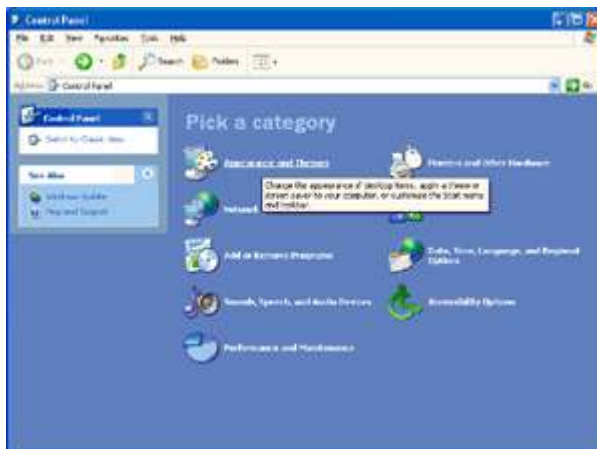 Control Panel
File Edit View Favorites Tools Help
Back Search Folders
Address Control Panel Go
Control Panel
Switch to Classic View
See Also
Windows Update
Help and Support
Pick a category
Appearance and Themes
Printers and Other Hardware
Change the appearance of desktop items, apply a theme or
screen saver to your computer, or customize the Start menu
and taskbar.
Network
Add or Remove Programs
Date, Time, Language, and Regional
Options
Sounds, Speech, and Audio Devices
Accessibility Options
Performance and Maintenance